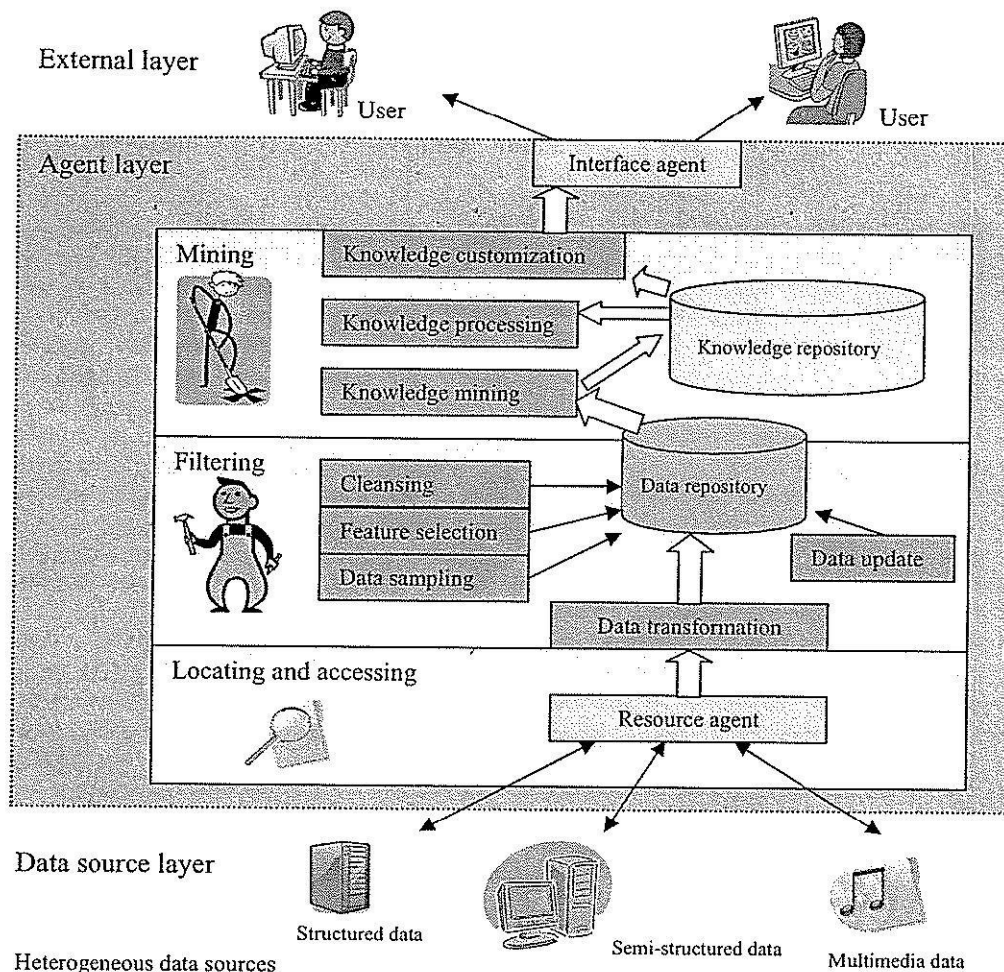 External layer
User
User
Agent layer
Interface agent
Mining
Knowledge customization
Knowledge processing
Knowledge repository
Knowledge mining
Filtering
Cleansing
Data repository
Feature selection
Data update
Data sampling
Data transformation
Locating and accessing
Resource agent
Data source layer
Structured data
Semi-structured data
Multimedia data
Heterogeneous data sources